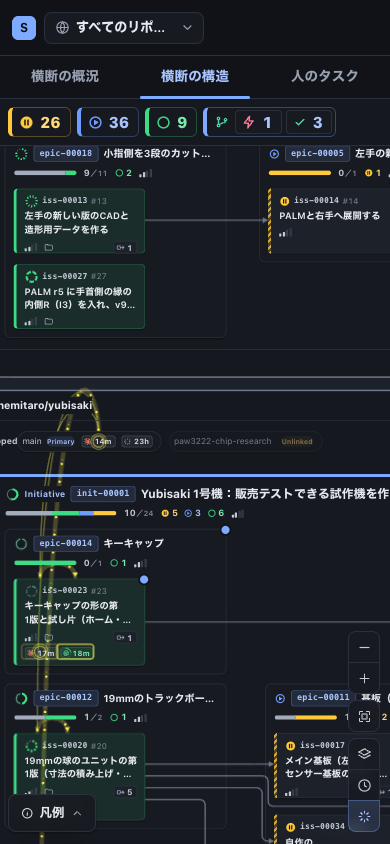 S すべてのリポ…
横断の概況 横断の構造 人のタスク
26 36 9 1 3
epic-00018 小指側を3段のカット…
9/11 2
iss-00013 #13
左手の新しい版のCADと
造形用データを作る
1
iss-00027 #27
PALM r5 に手首側の縁の
内側R（I3）を入れ、v9…
epic-00005 左手の新
0/1 1
iss-00014 #14
PALMと右手へ展開する
nemitaro/yubisaki
pped main Primary 14m 23h paw3222-chip-research Unlinked
Initiative init-00001 Yubisaki 1号機：販売テストできる試作機を作
10/24 5 3 6
epic-00014 キーキャップ
0/1 1
iss-00023 #23
キーキャップの形の第
1版と試し片（ホーム・…
1
17m 18m
epic-00012 19mmのトラックボー…
1/2 1
iss-00020 #20
19mmの球のユニットの第
1版（寸法の積み上げ・…
5
epic-00011 基板（
2
iss-00017
メイン基板（左
センサー基板の
iss-00034
自作の
凡例